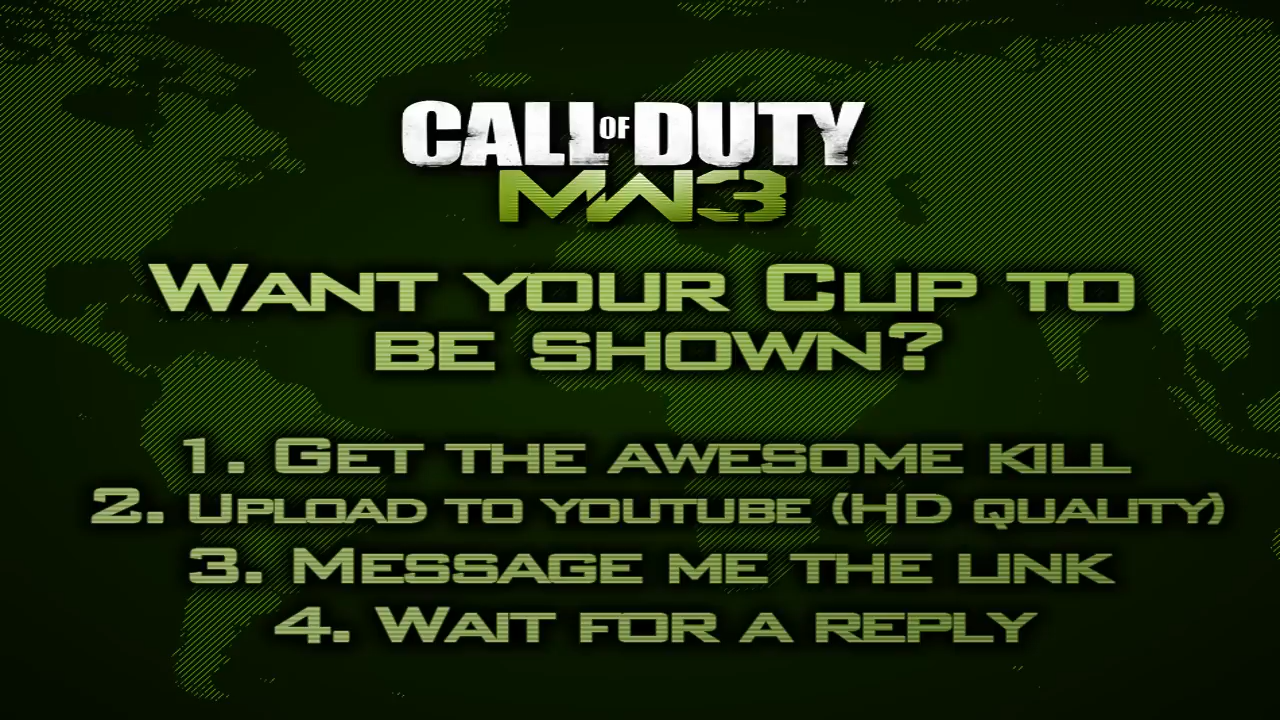 CALL OF DUTY
MW3
WANT YOUR CLIP TO
BE SHOWN?
1. GET THE AWESOME KILL
2. UPLOAD TO YOUTUBE (HD QUALITY)
3. MESSAGE ME THE LINK
4. WAIT FOR A REPLY